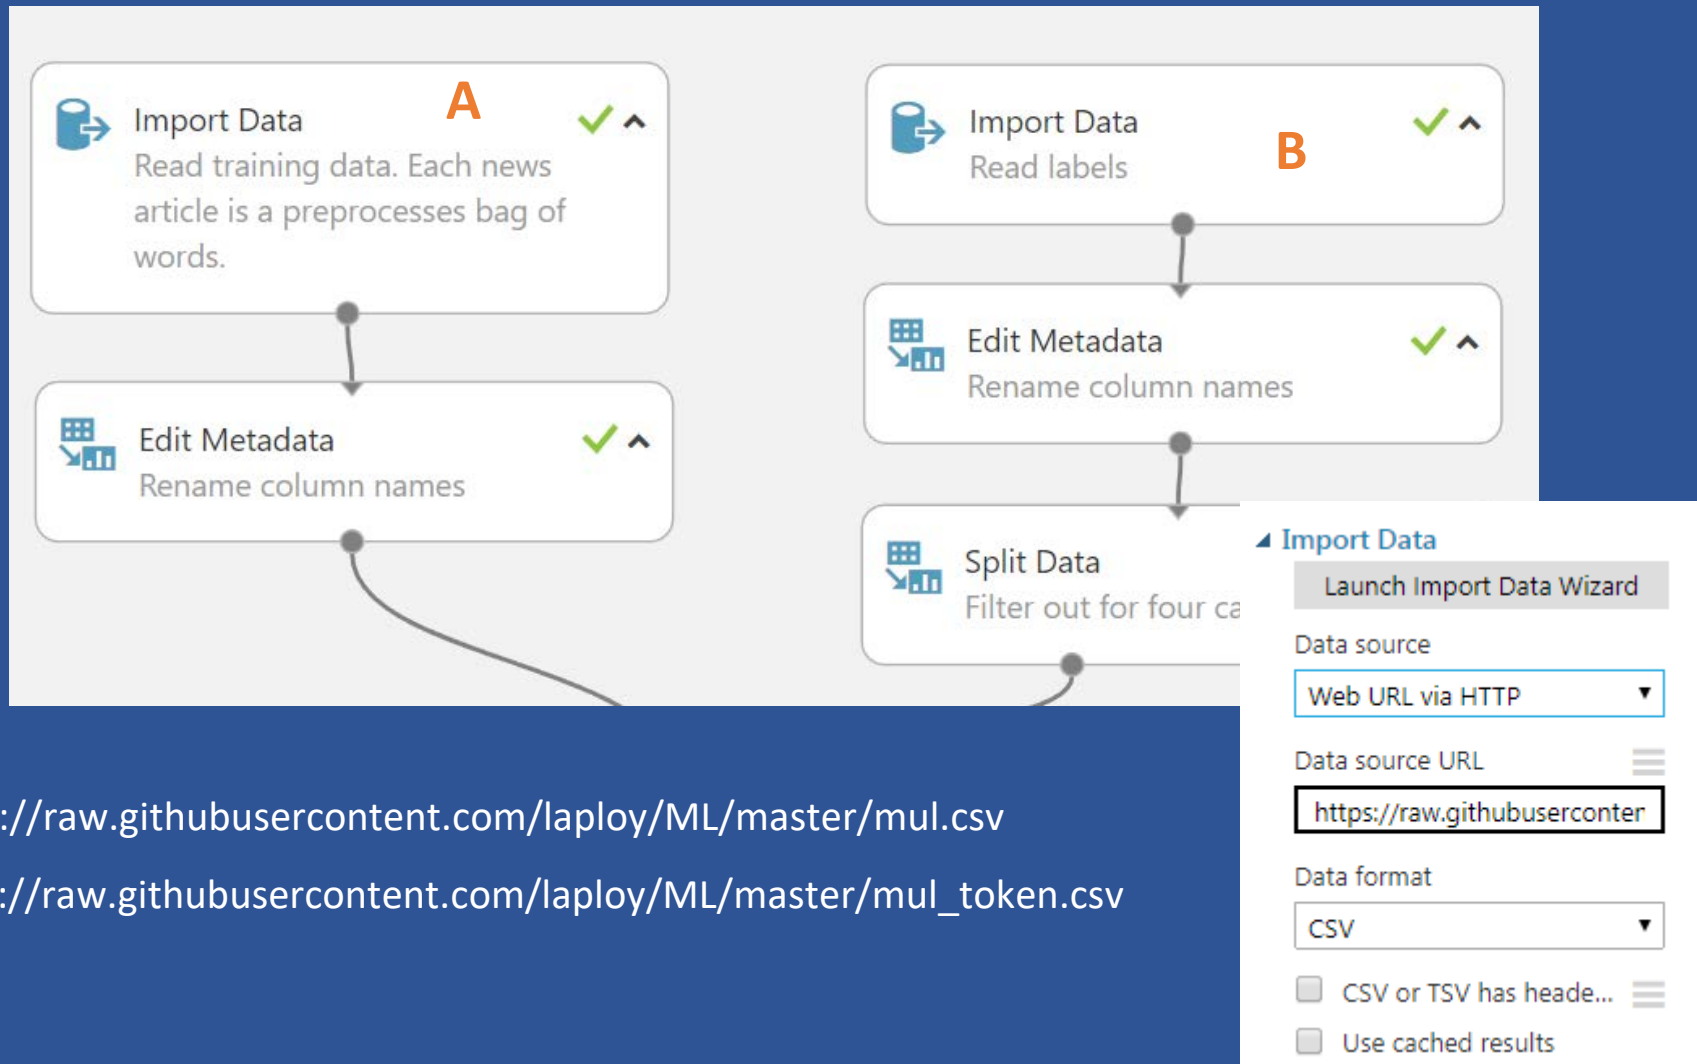 A
Import Data
Read training data. Each news
article is a preprocesses bag of
words.
Edit Metadata
Rename column names
Import Data
B
Read labels
Edit Metadata
Rename column names
Split Data
Filter out for four ca
Import Data
Launch Import Data Wizard
Data source
Web URL via HTTP
Data source URL
https://raw.githubuserconten
Data format
CSV
CSV or TSV has heade...
Use cached results
://raw.githubusercontent.com/laploy/ML/master/mul.csv
://raw.githubusercontent.com/laploy/ML/master/mul_token.csv